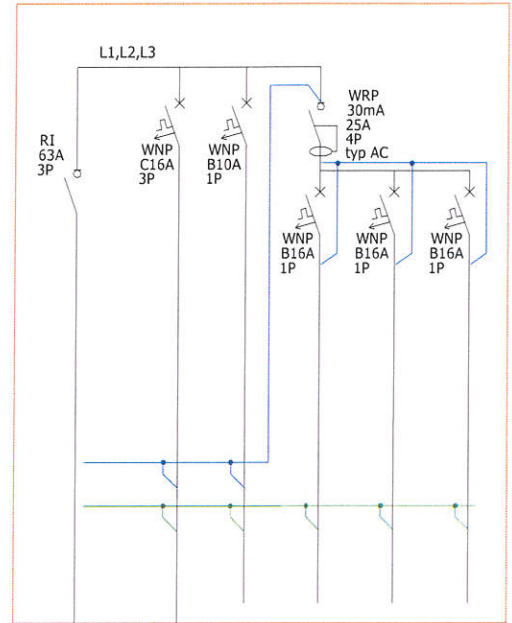 L1,L2,L3
RI
63A
3P
WNP
C16A
3P
WNP
B10A
1P
WRP
30mA
25A
4P
typ AC
WNP
B16A
1P
WNP
B16A
1P
WNP
B16A
1P